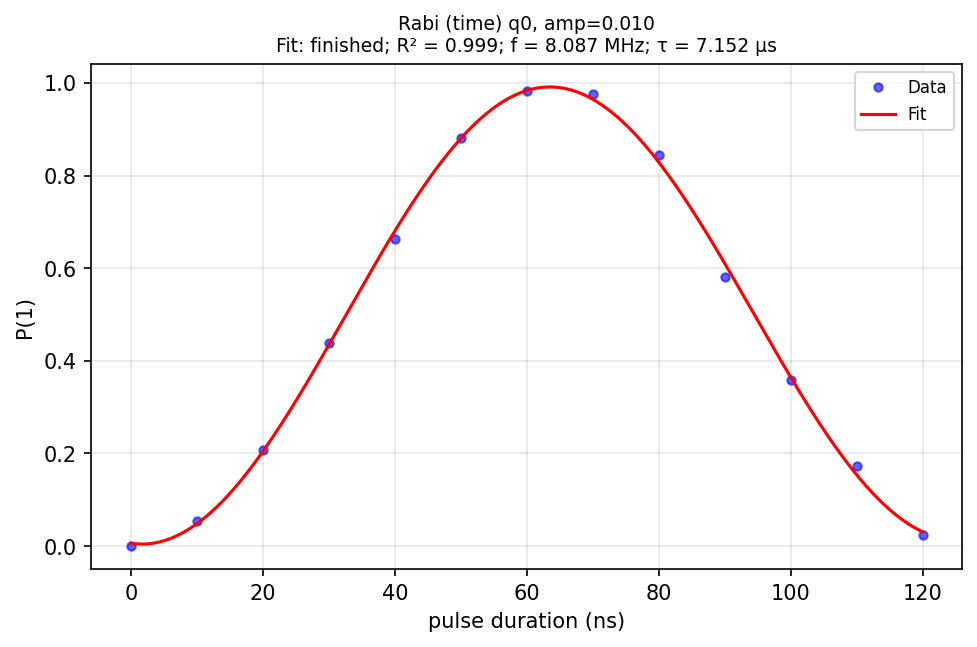 Rabi (time) q0, amp=0.010
Fit: finished; R² = 0.999; f = 8.087 MHz; τ = 7.152 µs
Data
Fit
P(1)
1.0
0.8
0.6
0.4
0.2
0.0
0 20 40 60 80 100 120
pulse duration (ns)